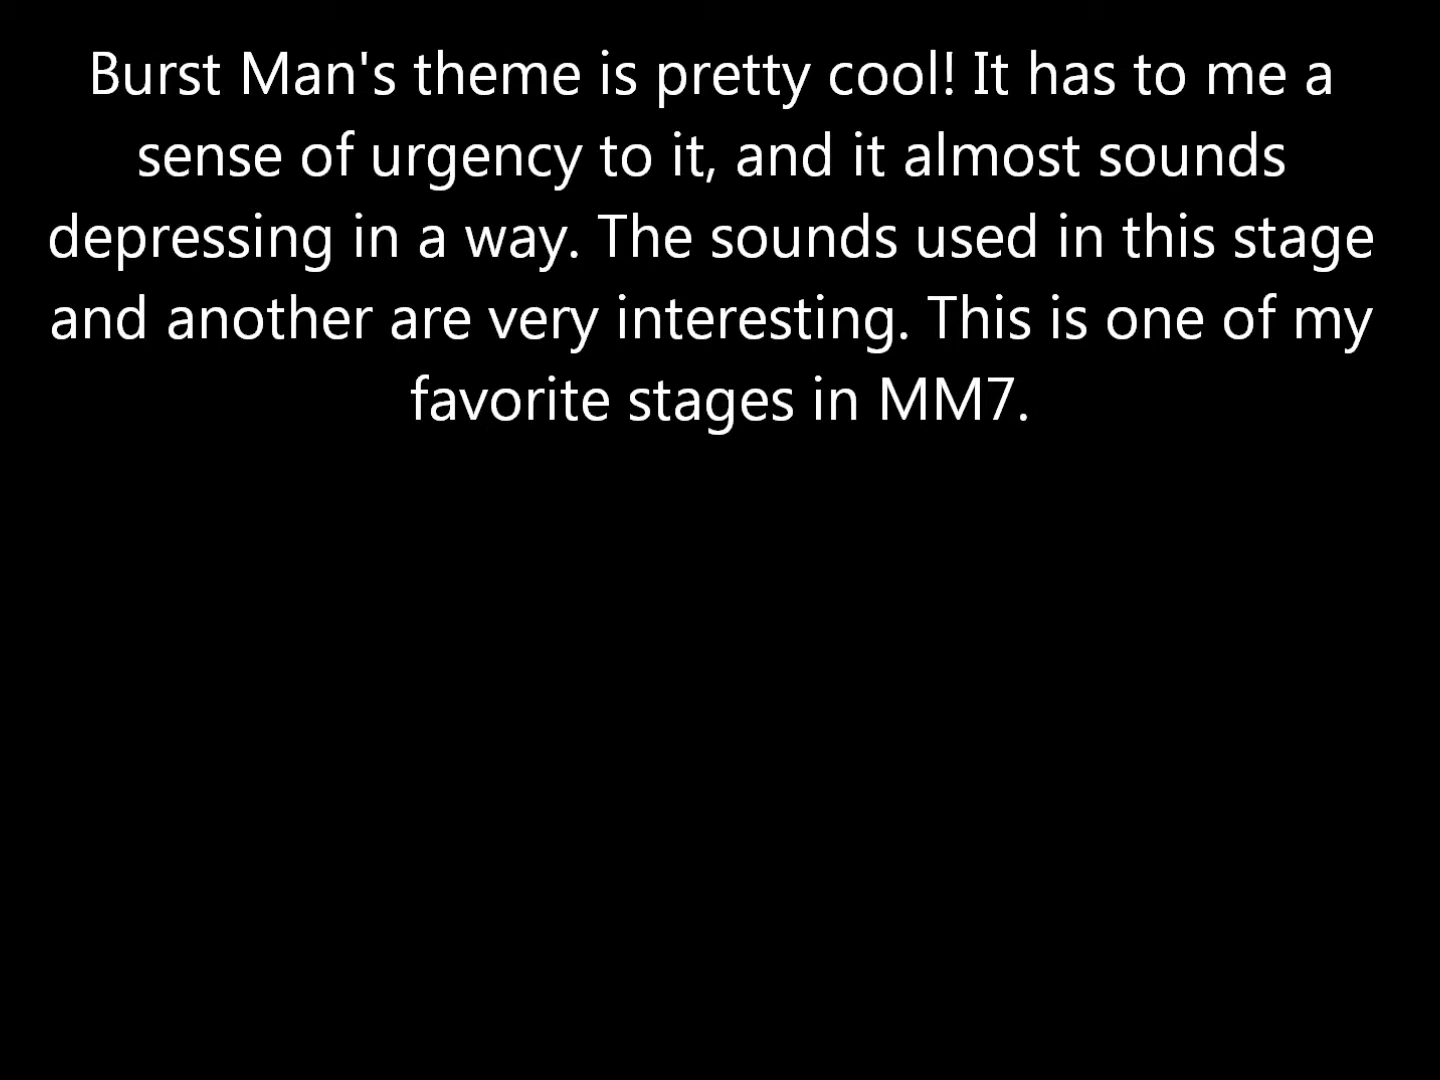 Burst Man's theme is pretty cool! It has to me a
sense of urgency to it, and it almost sounds
depressing in a way. The sounds used in this stage
and another are very interesting. This is one of my
favorite stages in MM7.